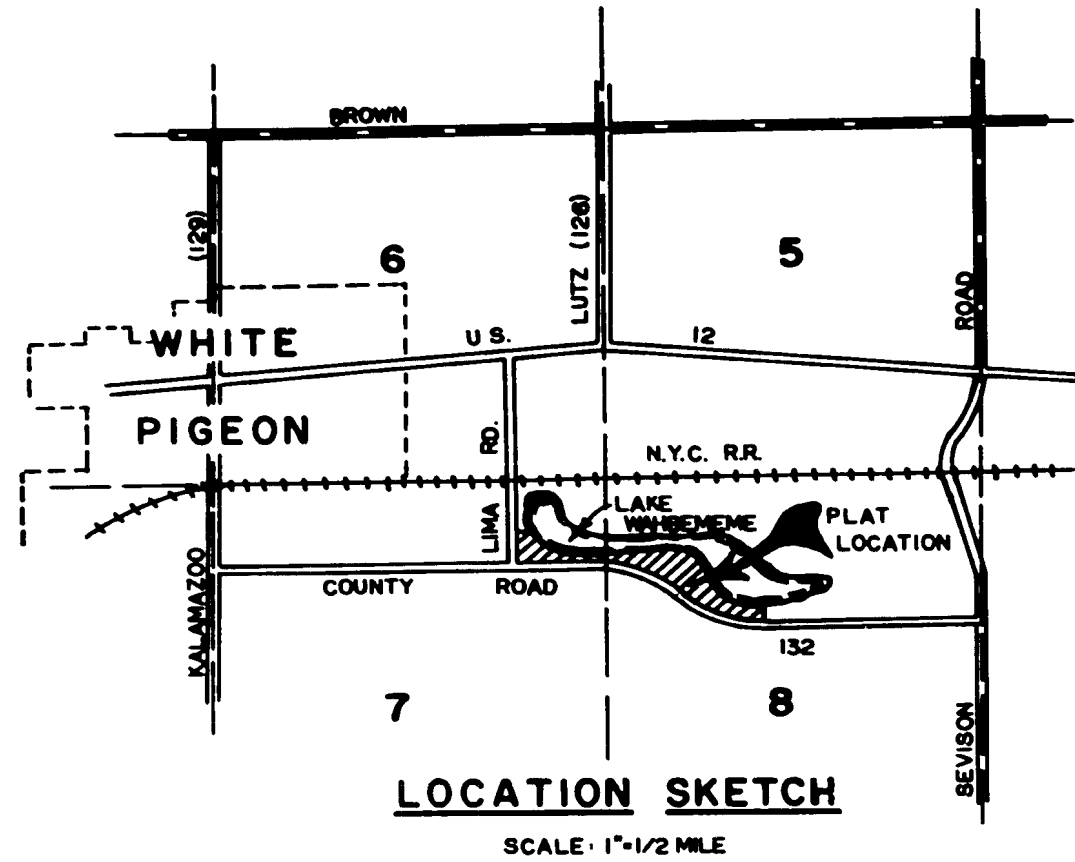 BROWN
(129)
6
LUTZ (126)
5
ROAD
WHITE
U S.
12
PIGEON
RD.
N.Y.C. R.R.
LIMA
LAKE
WAHBEMEME
PLAT
LOCATION
KALAMAZOO
COUNTY ROAD
132
7
8
BEVISON
LOCATION SKETCH
SCALE: 1"=1/2 MILE